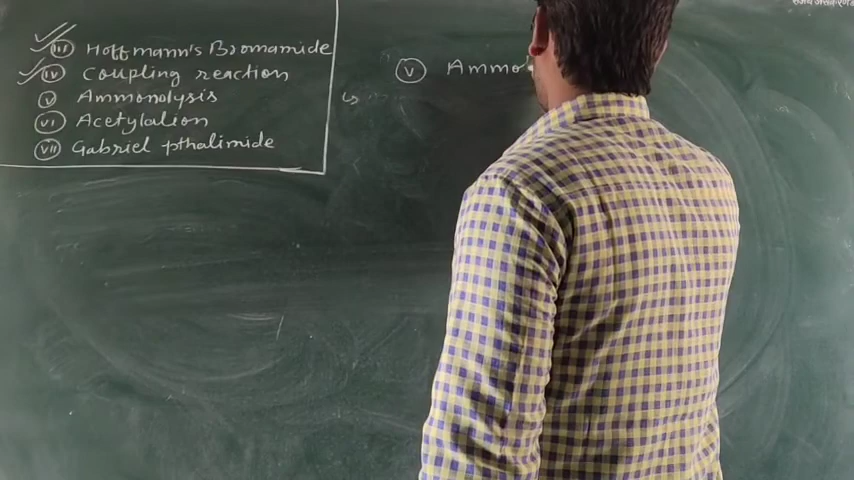 (iii) Hoffmann's Bromamide
(iv) Coupling reaction
(v) Ammonolysis
(vi) Acetylation
(vii) Gabriel pthalimide
(v) Ammo